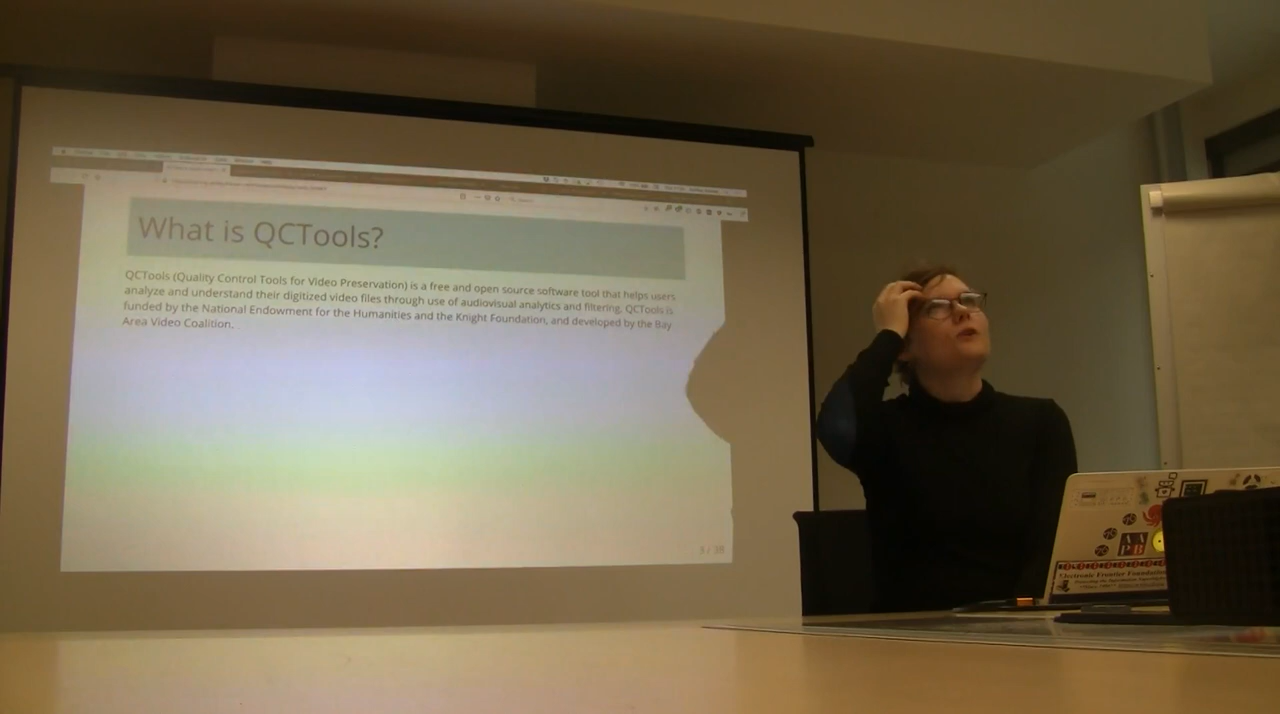 What is QCTools?
QCTools (Quality Control Tools for Video Preservation) is a free and open source software tool that helps users
analyze and understand their digitized video files through use of audiovisual analytics and filtering. QCTools is
funded by the National Endowment for the Humanities and the Knight Foundation, and developed by the Bay
Area Video Coalition.
AA
PB
Electronic Frontier Foundation